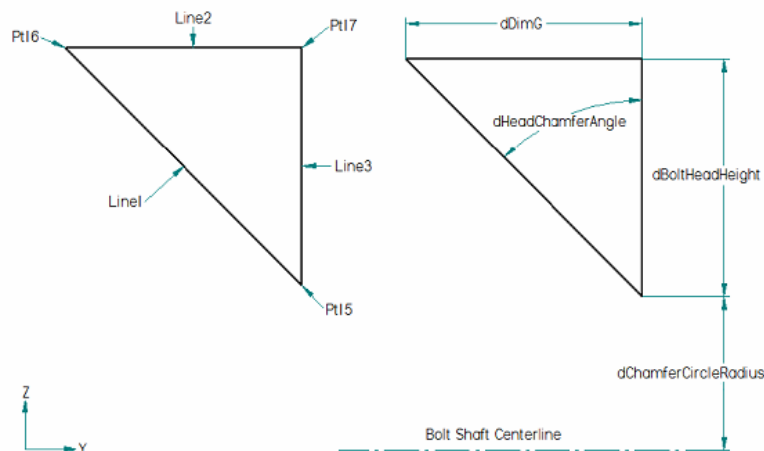 Line2
Pt16
Pt17
Line3
Line1
Pt15
Z
Y
dDimG
dHeadChamferAngle
dBoltHeadHeight
dChamferCircleRadius
Bolt Shaft Centerline